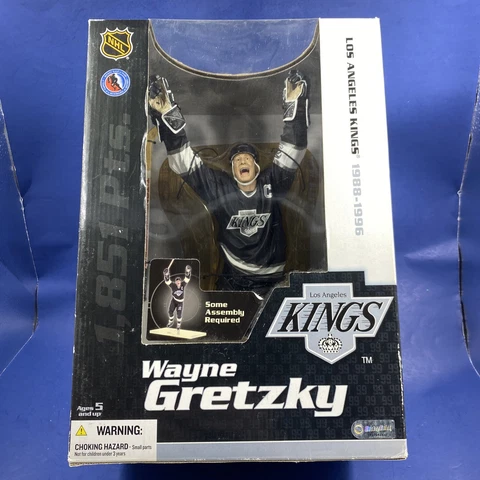 NHL
LOS ANGELES KINGS® 1988-1996
1,851 Pts.
C
KINGS
Some
Assembly
Required
Los Angeles
KINGS
TM
Wayne
Gretzky
Ages 5
and up
WARNING:
CHOKING HAZARD - Small parts
Not for children under 3 years